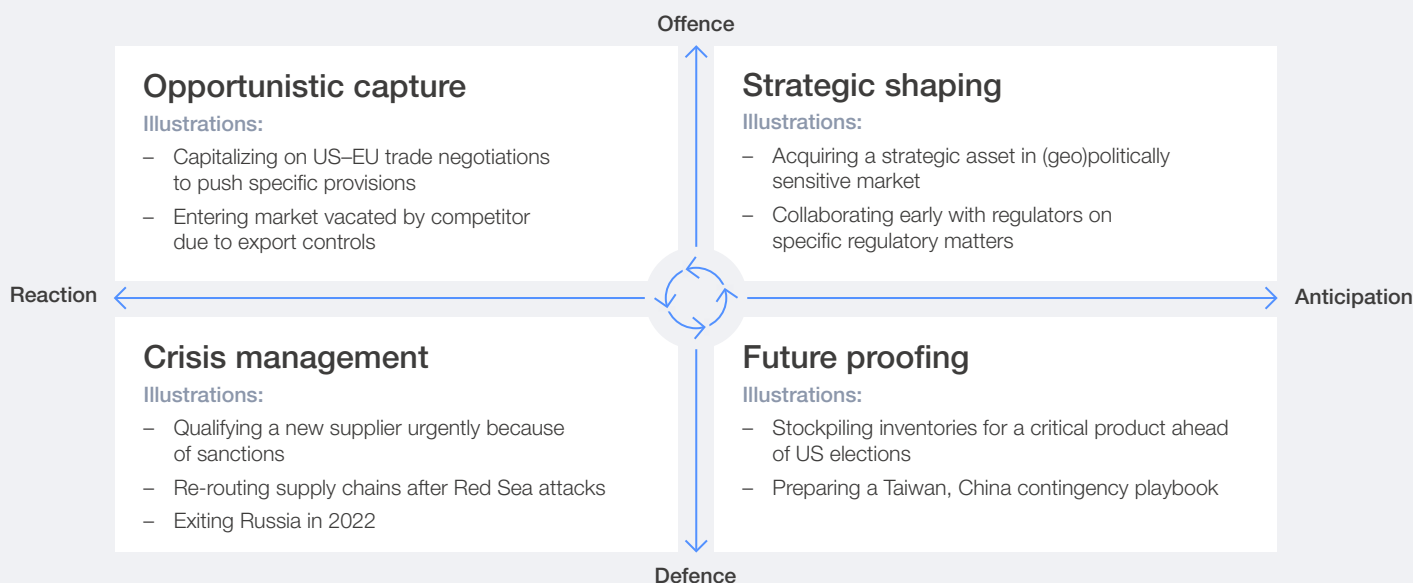 Offence
Opportunistic capture
Illustrations:
– Capitalizing on US–EU trade negotiations
to push specific provisions
– Entering market vacated by competitor
due to export controls
Strategic shaping
Illustrations:
– Acquiring a strategic asset in (geo)politically
sensitive market
– Collaborating early with regulators on
specific regulatory matters
Reaction
Anticipation
Crisis management
Illustrations:
– Qualifying a new supplier urgently because
of sanctions
– Re-routing supply chains after Red Sea attacks
– Exiting Russia in 2022
Future proofing
Illustrations:
– Stockpiling inventories for a critical product ahead
of US elections
– Preparing a Taiwan, China contingency playbook
Defence